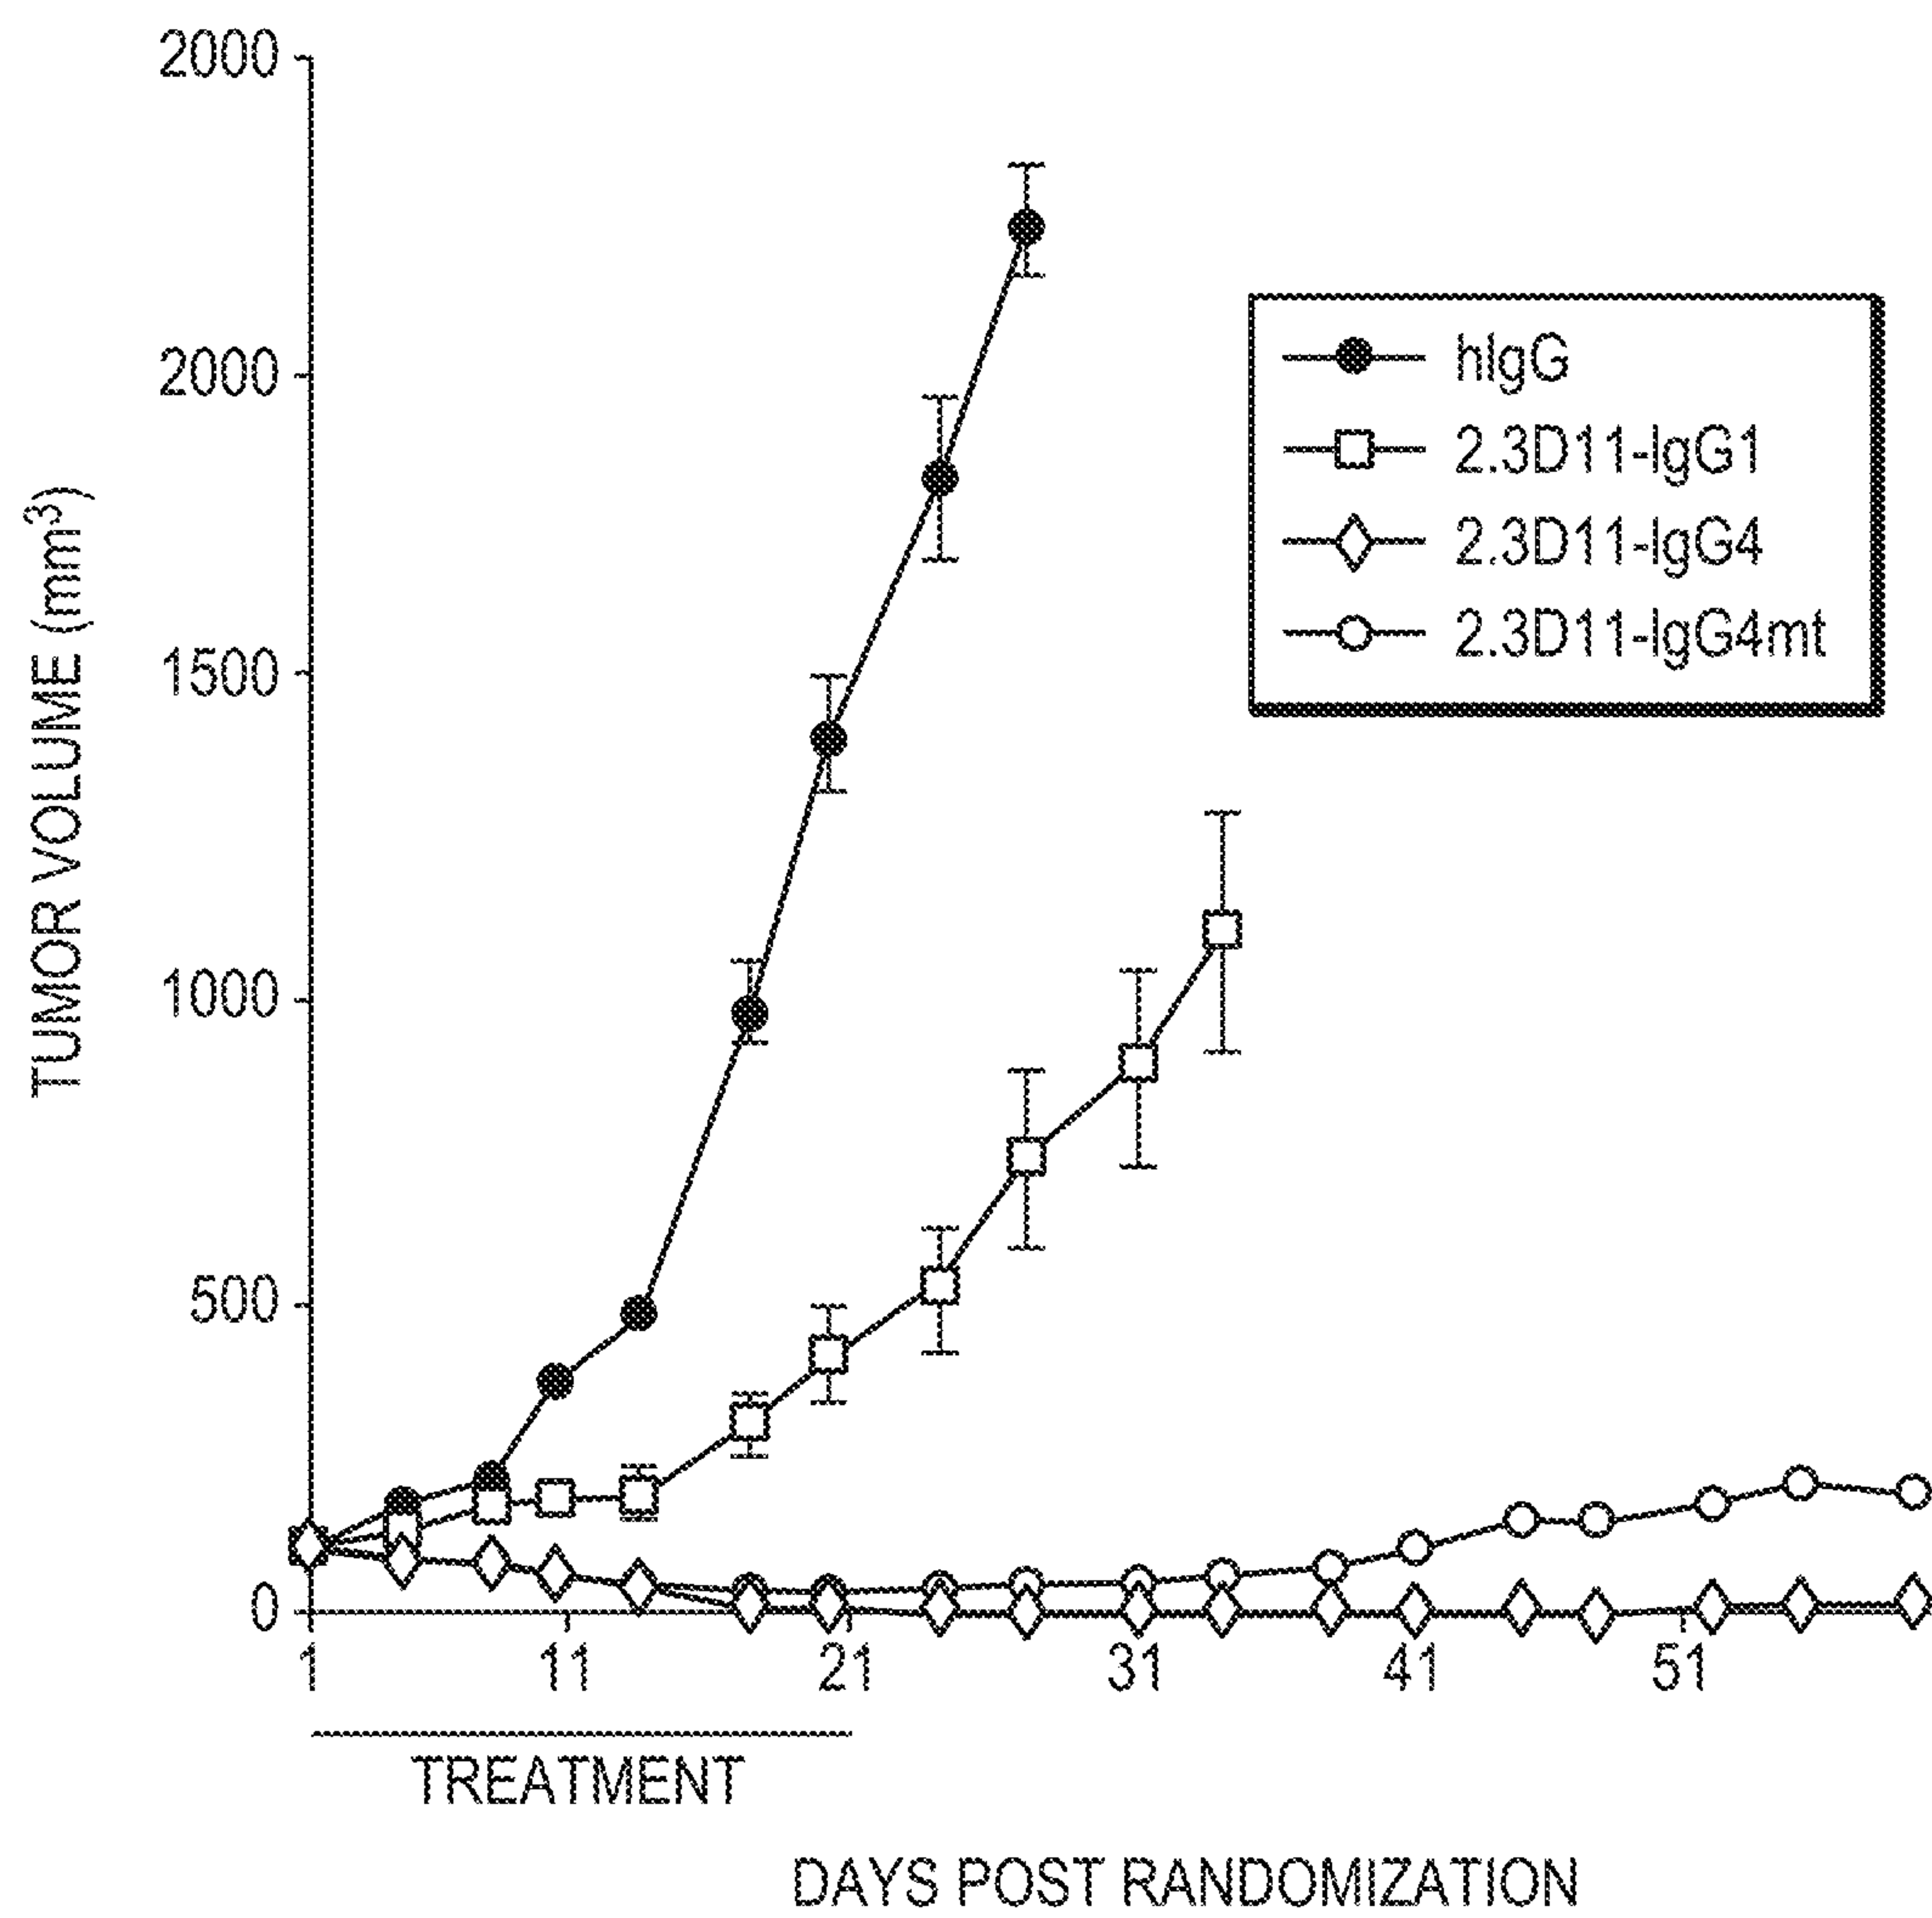 2000
2000
1500
1000
500
0
TUMOR VOLUME (mm³)
hIgG
2.3D11-IgG1
2.3D11-IgG4
2.3D11-IgG4mt
1 11 21 31 41 51
TREATMENT
DAYS POST RANDOMIZATION